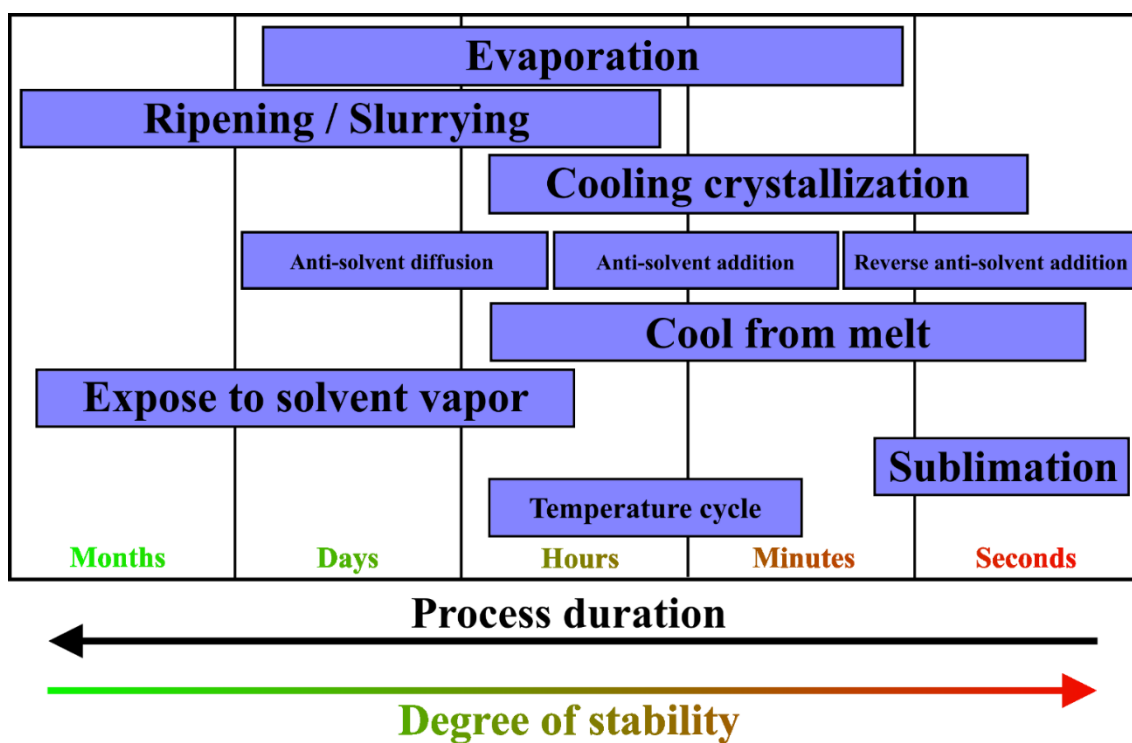 Evaporation
Ripening / Slurrying
Cooling crystallization
Anti-solvent diffusion
Anti-solvent addition
Reverse anti-solvent addition
Cool from melt
Expose to solvent vapor
Sublimation
Temperature cycle
Months
Days
Hours
Minutes
Seconds
Process duration
Degree of stability